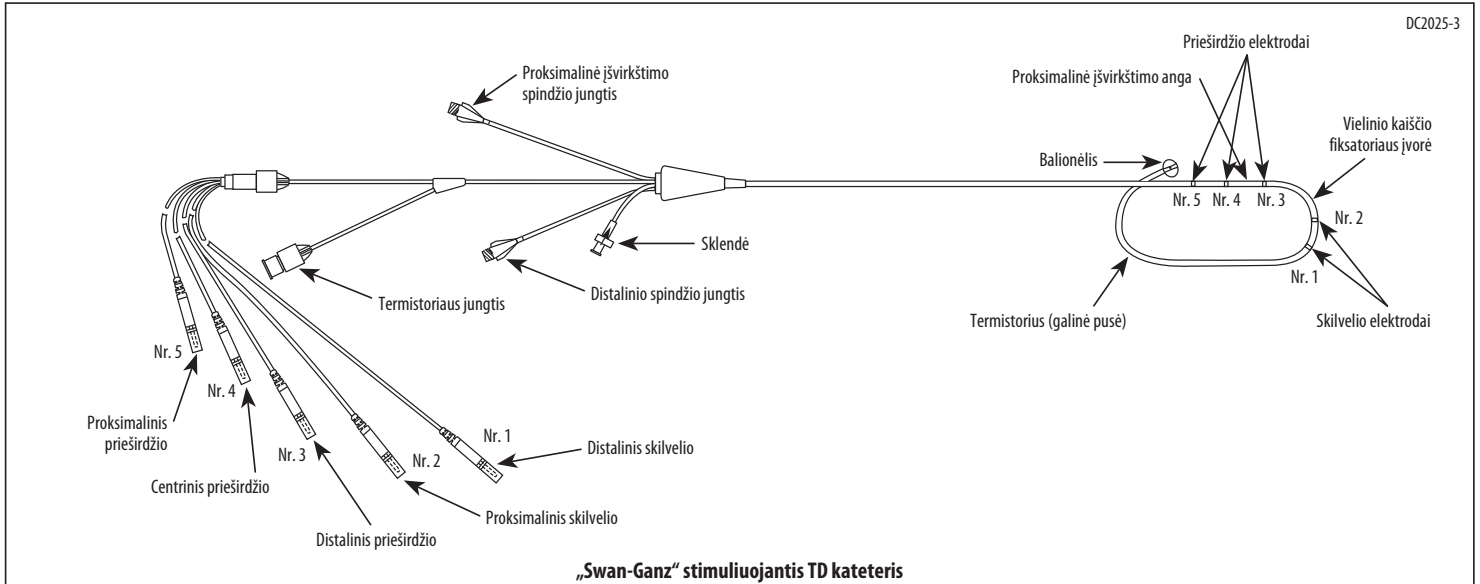 DC2025-3
Prieširdžio elektrodai
Proksimalinė įšvirkštimo
spindžio jungtis
Proksimalinė įšvirkštimo anga
Vielinio kaiščio
fiksatoriaus įvorė
Balionėlis
Nr. 5
Nr. 4
Nr. 3
Nr. 2
Nr. 1
Sklendė
Distalinio spindžio jungtis
Termistoriaus jungtis
Termistorius (galinė pusė)
Skilvelio elektrodai
Nr. 5
Proksimalinis
prieširdžio
Nr. 4
Centrinis prieširdžio
Nr. 3
Distalinis prieširdžio
Nr. 2
Proksimalinis skilvelio
Nr. 1
Distalinis skilvelio
„Swan-Ganz“ stimuliuojantis TD kateteris